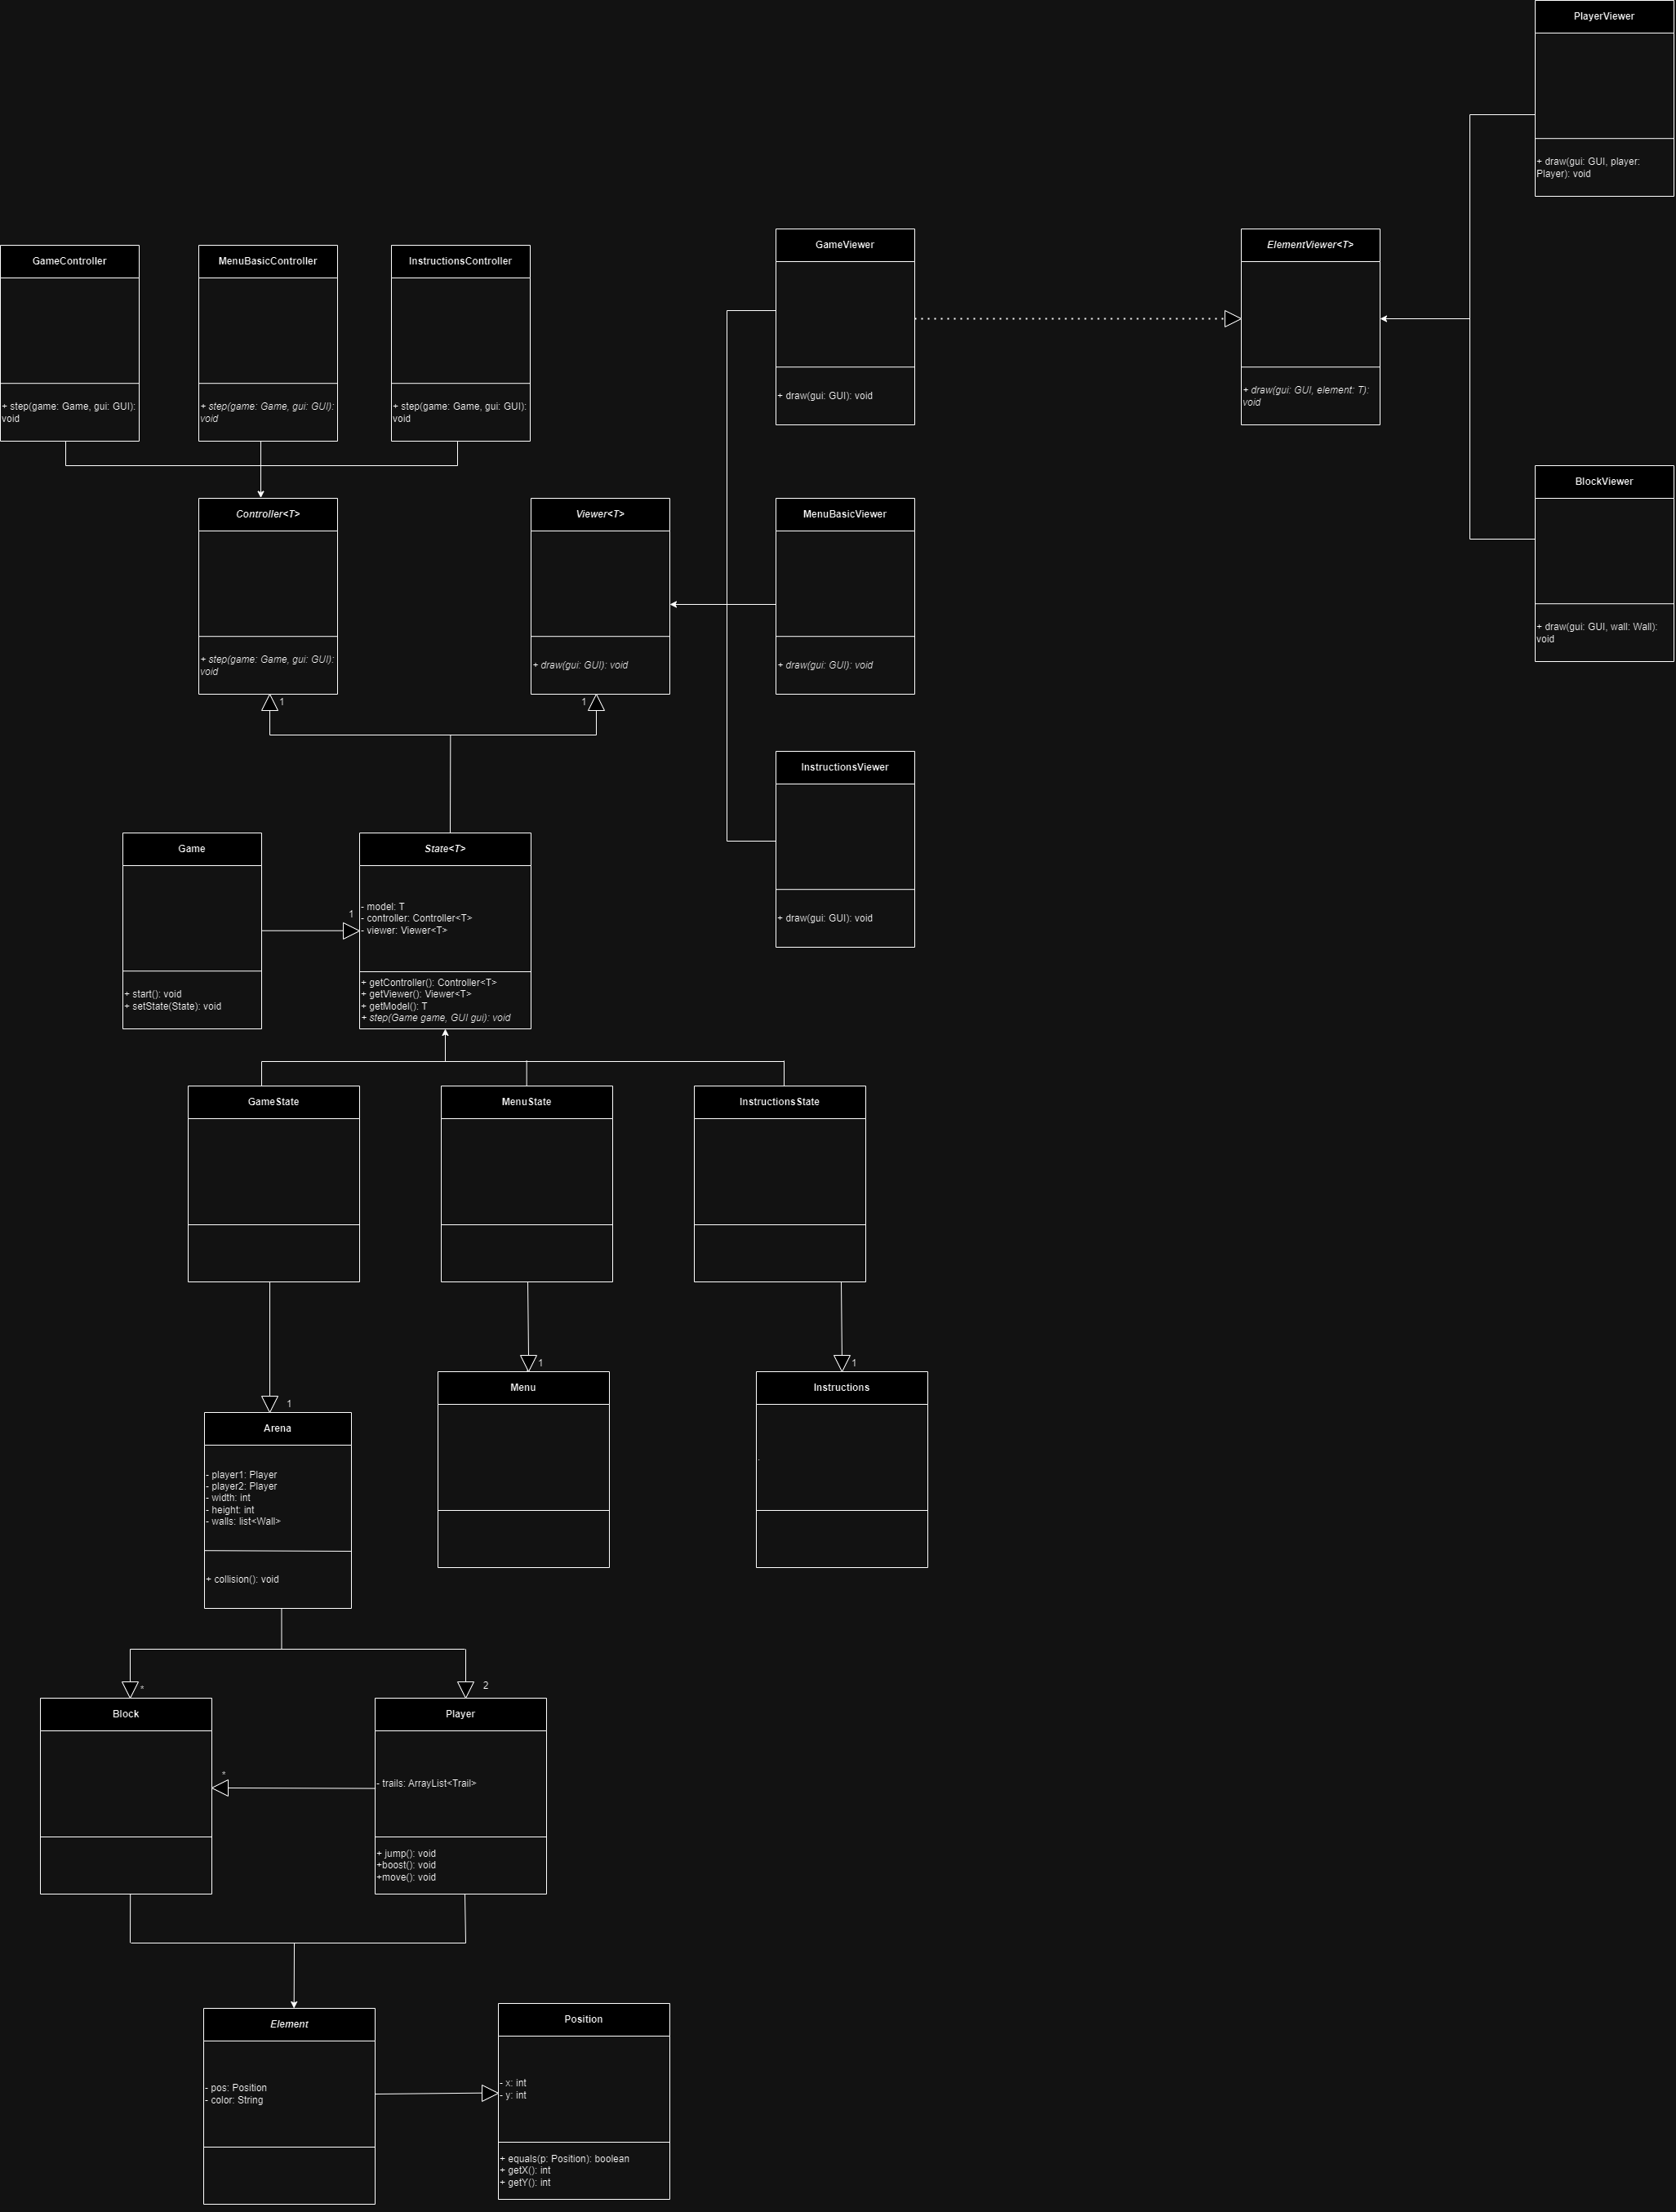 PlayerViewer
+ draw(gui: GUI, player:
Player): void
GameController
+ step(game: Game, gui: GUI):
void
MenuBasicController
+ step(game: Game, gui: GUI):
void
InstructionsController
+ step(game: Game, gui: GUI):
void
GameViewer
+ draw(gui: GUI): void
ElementViewer<T>
+ draw(gui: GUI, element: T):
void
BlockViewer
+ draw(gui: GUI, wall: Wall):
void
Controller<T>
+ step(game: Game, gui: GUI):
void
1
Viewer<T>
+ draw(gui: GUI): void
1
MenuBasicViewer
+ draw(gui: GUI): void
InstructionsViewer
+ draw(gui: GUI): void
Game
+ start(): void
+ setState(State): void
1
State<T>
- model: T
- controller: Controller<T>
- viewer: Viewer<T>
+ getController(): Controller<T>
+ getViewer(): Viewer<T>
+ getModel(): T
+ step(Game game, GUI gui): void
GameState
MenuState
InstructionsState
1
1
1
Menu
Instructions
-
Arena
- player1: Player
- player2: Player
- width: int
- height: int
- walls: list<Wall>
+ collision(): void
*
2
Block
*
Player
- trails: ArrayList<Trail>
+ jump(): void
+boost(): void
+move(): void
Element
- pos: Position
- color: String
Position
- x: int
- y: int
+ equals(p: Position): boolean
+ getX(): int
+ getY(): int